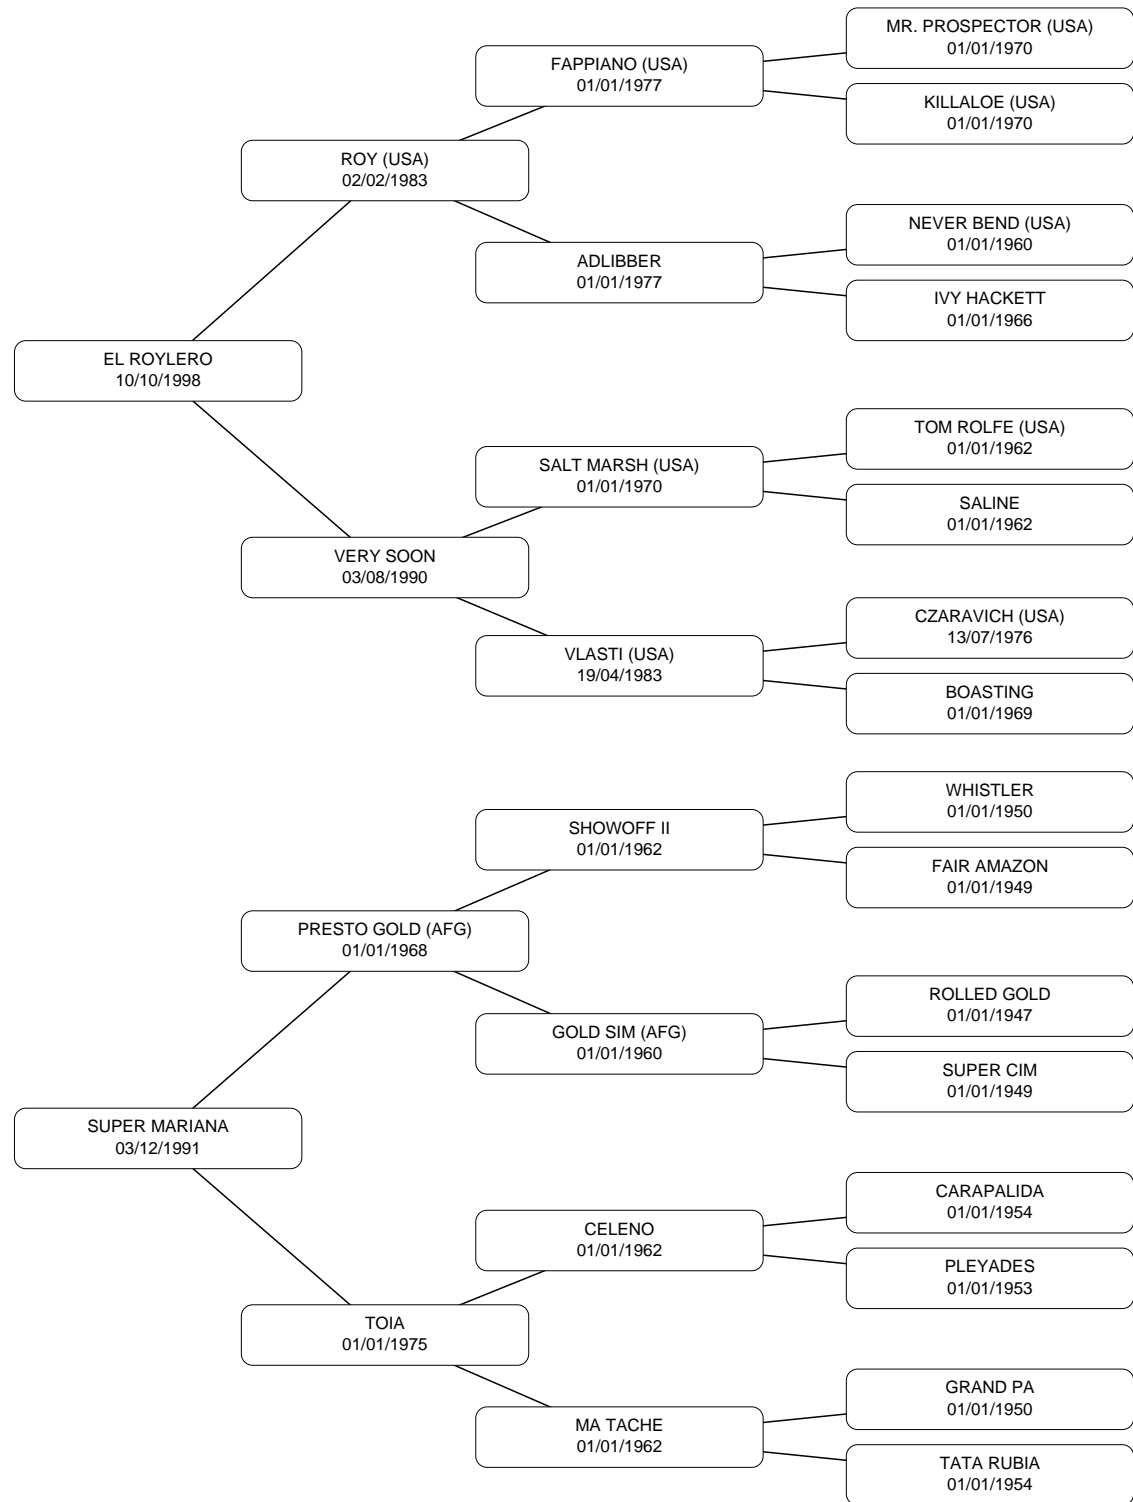 MR. PROSPECTOR (USA)
01/01/1970
FAPPIANO (USA)
01/01/1977
KILLALOE (USA)
01/01/1970
ROY (USA)
02/02/1983
NEVER BEND (USA)
01/01/1960
ADLIBBER
01/01/1977
IVY HACKETT
01/01/1966
EL ROYLERO
10/10/1998
TOM ROLFE (USA)
01/01/1962
SALT MARSH (USA)
01/01/1970
SALINE
01/01/1962
VERY SOON
03/08/1990
CZARAVICH (USA)
13/07/1976
VLASTI (USA)
19/04/1983
BOASTING
01/01/1969
WHISTLER
01/01/1950
SHOWOFF II
01/01/1962
FAIR AMAZON
01/01/1949
PRESTO GOLD (AFG)
01/01/1968
ROLLED GOLD
01/01/1947
GOLD SIM (AFG)
01/01/1960
SUPER CIM
01/01/1949
SUPER MARIANA
03/12/1991
CARAPALIDA
01/01/1954
CELENO
01/01/1962
PLEYADES
01/01/1953
TOIA
01/01/1975
GRAND PA
01/01/1950
MA TACHE
01/01/1962
TATA RUBIA
01/01/1954